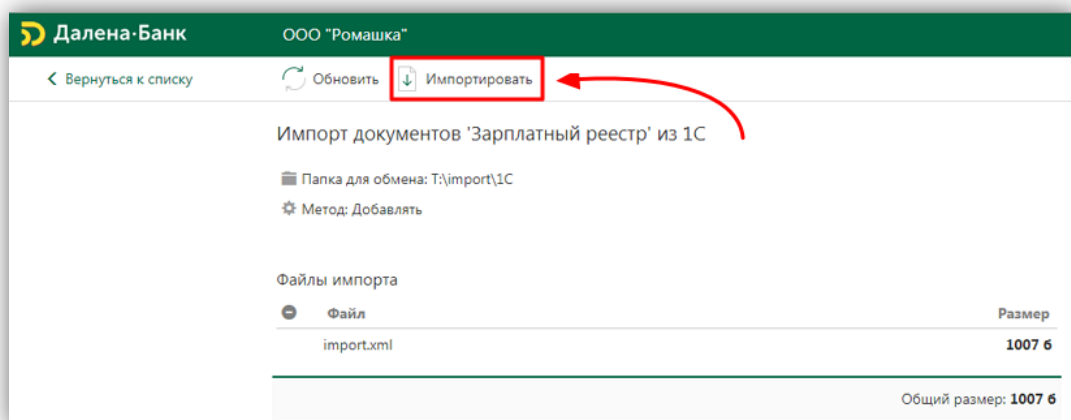 Далена·Банк ООО "Ромашка"
Вернуться к списку Обновить Импортировать
Импорт документов 'Зарплатный реестр' из 1С
Папка для обмена: T:\import\1C
Метод: Добавлять
Файлы импорта
Файл Размер
import.xml 1007 б
Общий размер: 1007 б